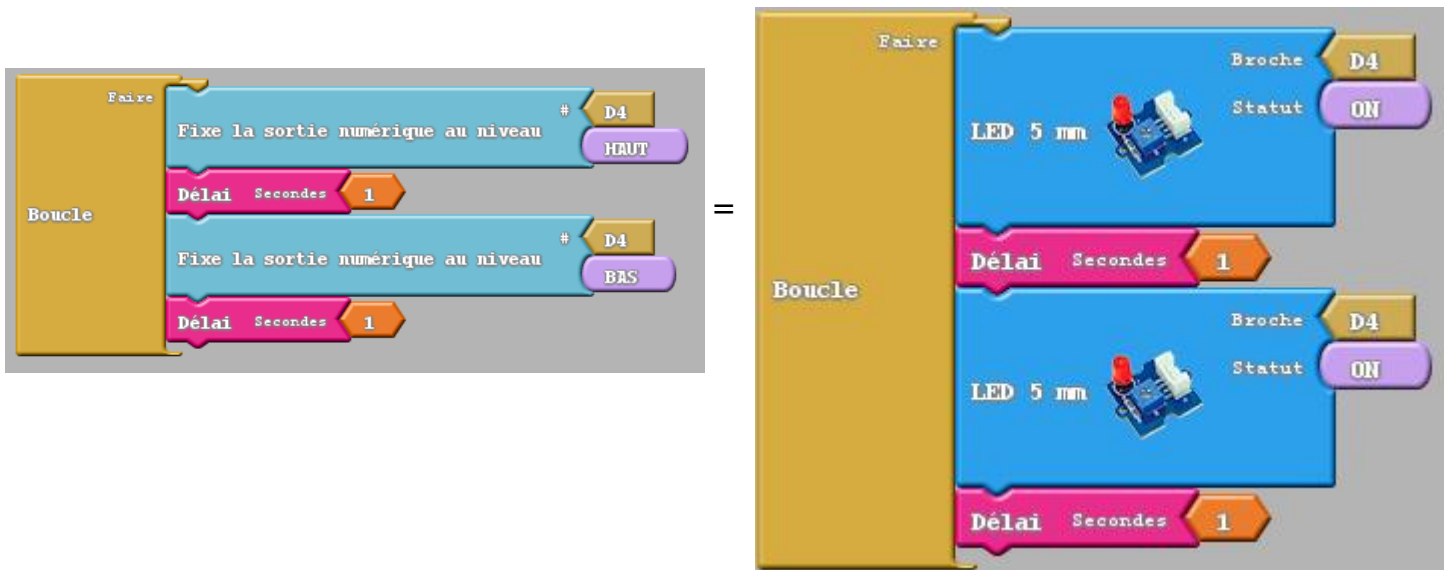 Faire
# D4
Fixe la sortie numérique au niveau
HAUT
Délai Secondes 1
Boucle
# D4
Fixe la sortie numérique au niveau
BAS
Délai Secondes 1
=
Faire
Broche D4
Statut ON
LED 5 mm
Délai Secondes 1
Boucle
Broche D4
Statut ON
LED 5 mm
Délai Secondes 1